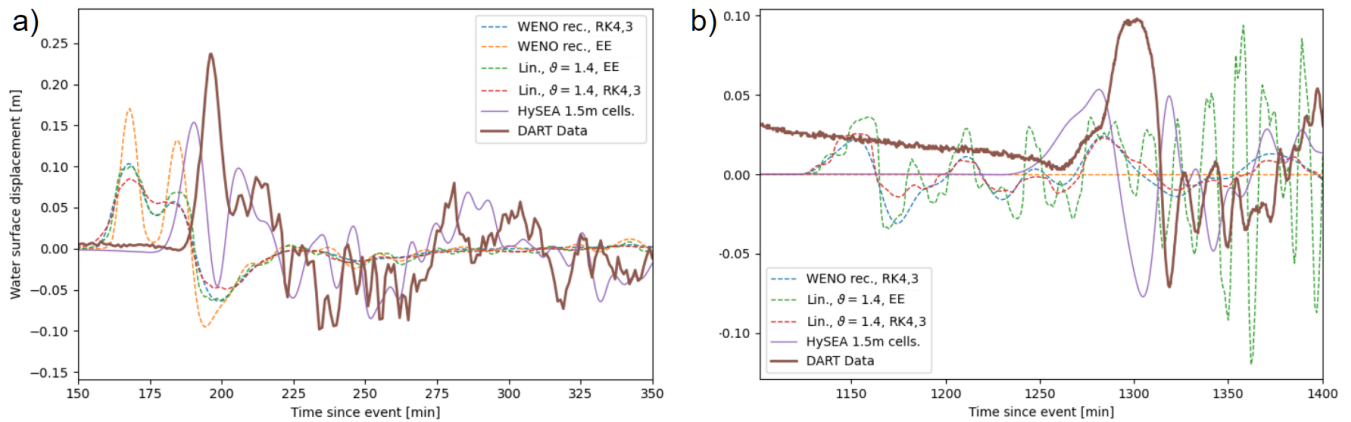 a)
Water surface displacement [m]
0.25
0.20
0.15
0.10
0.05
0.00
−0.05
−0.10
−0.15
WENO rec., RK4,3
WENO rec., EE
Lin., ϑ = 1.4, EE
Lin., ϑ = 1.4, RK4,3
HySEA 1.5m cells.
DART Data
150 175 200 225 250 275 300 325 350
Time since event [min]
b)
0.10
0.05
0.00
-0.05
-0.10
WENO rec., RK4,3
Lin., ϑ = 1.4, EE
Lin., ϑ = 1.4, RK4,3
HySEA 1.5m cells.
DART Data
1150 1200 1250 1300 1350 1400
Time since event [min]